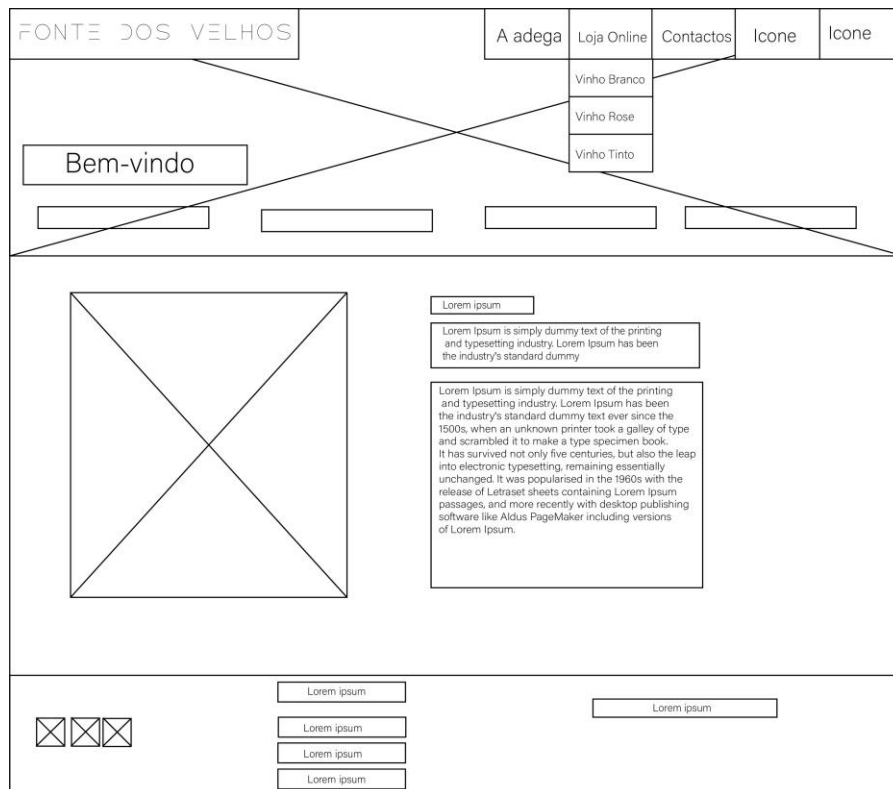 FONTE DOS VELHOS
A adega
Loja Online
Contactos
Icone
Icone
Vinho Branco
Vinho Rose
Vinho Tinto
Bem-vindo
Lorem ipsum
Lorem Ipsum is simply dummy text of the printing
and typesetting industry. Lorem Ipsum has been
the industry's standard dummy
Lorem Ipsum is simply dummy text of the printing
and typesetting industry. Lorem Ipsum has been
the industry's standard dummy text ever since the
1500s, when an unknown printer took a galley of type
and scrambled it to make a type specimen book.
It has survived not only five centuries, but also the leap
into electronic typesetting, remaining essentially
unchanged. It was popularised in the 1960s with the
release of Letraset sheets containing Lorem Ipsum
passages, and more recently with desktop publishing
software like Aldus PageMaker including versions
of Lorem Ipsum.
Lorem ipsum
Lorem ipsum
Lorem ipsum
Lorem ipsum
Lorem ipsum